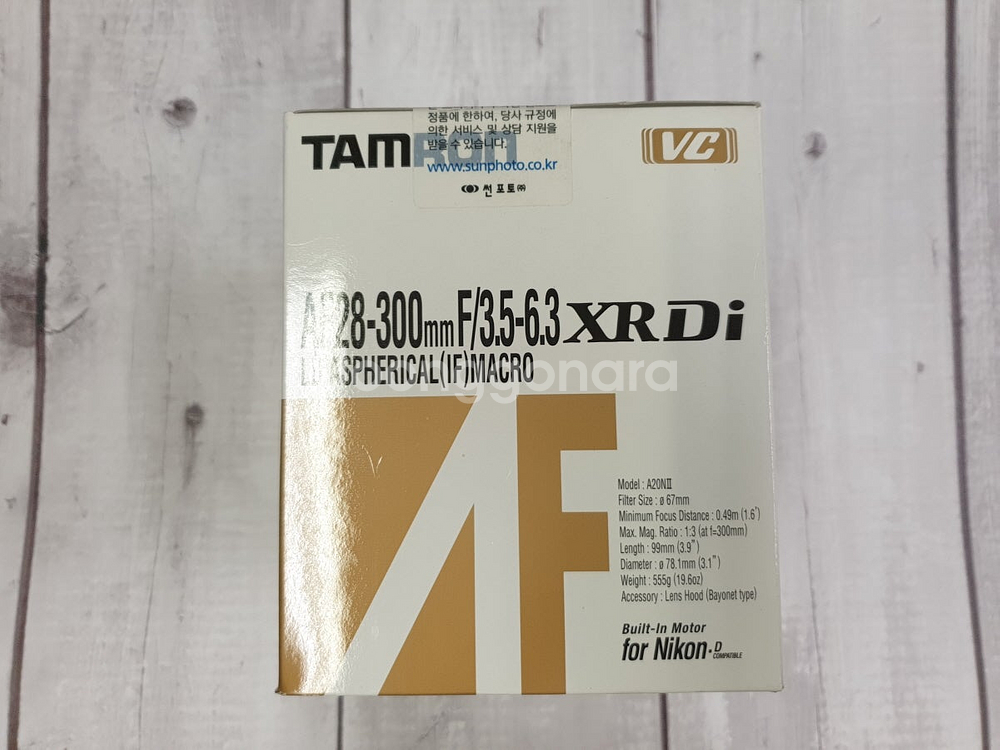 정품에 한하여, 당사 규정에
의한 서비스 및 상담 지원을
받을 수 있습니다.
www.sunphoto.co.kr
썬포토㈜
TAMRON
VC
AF28-300mm F/3.5-6.3 XR Di
LD ASPHERICAL(IF)MACRO
joonggonara
AF
Model : A20NII
Filter Size : ø 67mm
Minimum Focus Distance : 0.49m (1.6')
Max. Mag. Ratio : 1:3 (at f=300mm)
Length : 99mm (3.9")
Diameter : ø 78.1mm (3.1")
Weight : 555g (19.6oz)
Accessory : Lens Hood (Bayonet type)
Built-In Motor
for Nikon-D
COMPATIBLE